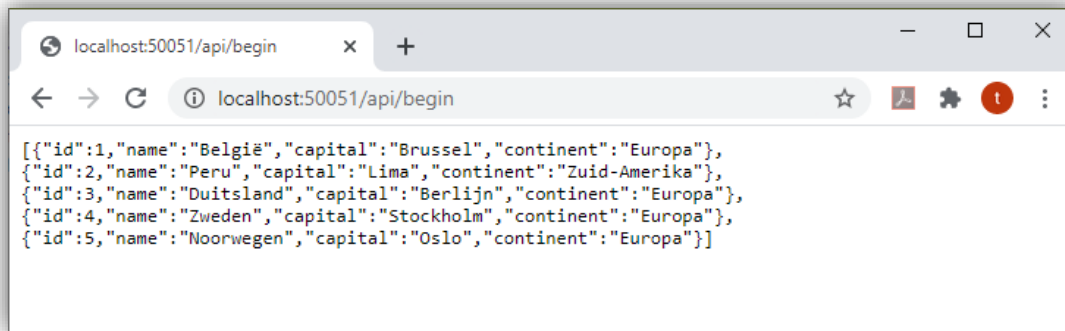 localhost:50051/api/begin
localhost:50051/api/begin
t
[{"id":1,"name":"België","capital":"Brussel","continent":"Europa"},
{"id":2,"name":"Peru","capital":"Lima","continent":"Zuid-Amerika"},
{"id":3,"name":"Duitsland","capital":"Berlijn","continent":"Europa"},
{"id":4,"name":"Zweden","capital":"Stockholm","continent":"Europa"},
{"id":5,"name":"Noorwegen","capital":"Oslo","continent":"Europa"}]